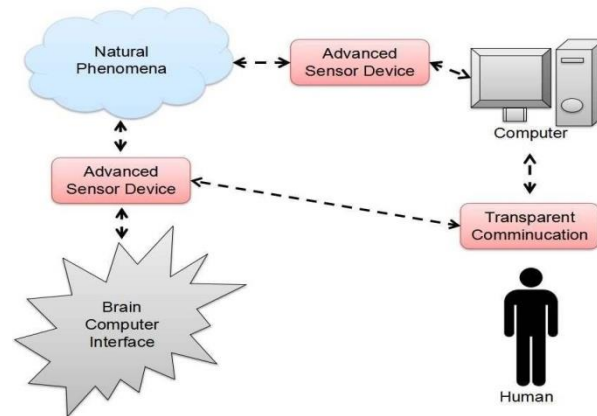 Natural
Phenomena
Advanced
Sensor Device
Computer
Advanced
Sensor Device
Transparent
Comminucation
Brain
Computer
Interface
Human